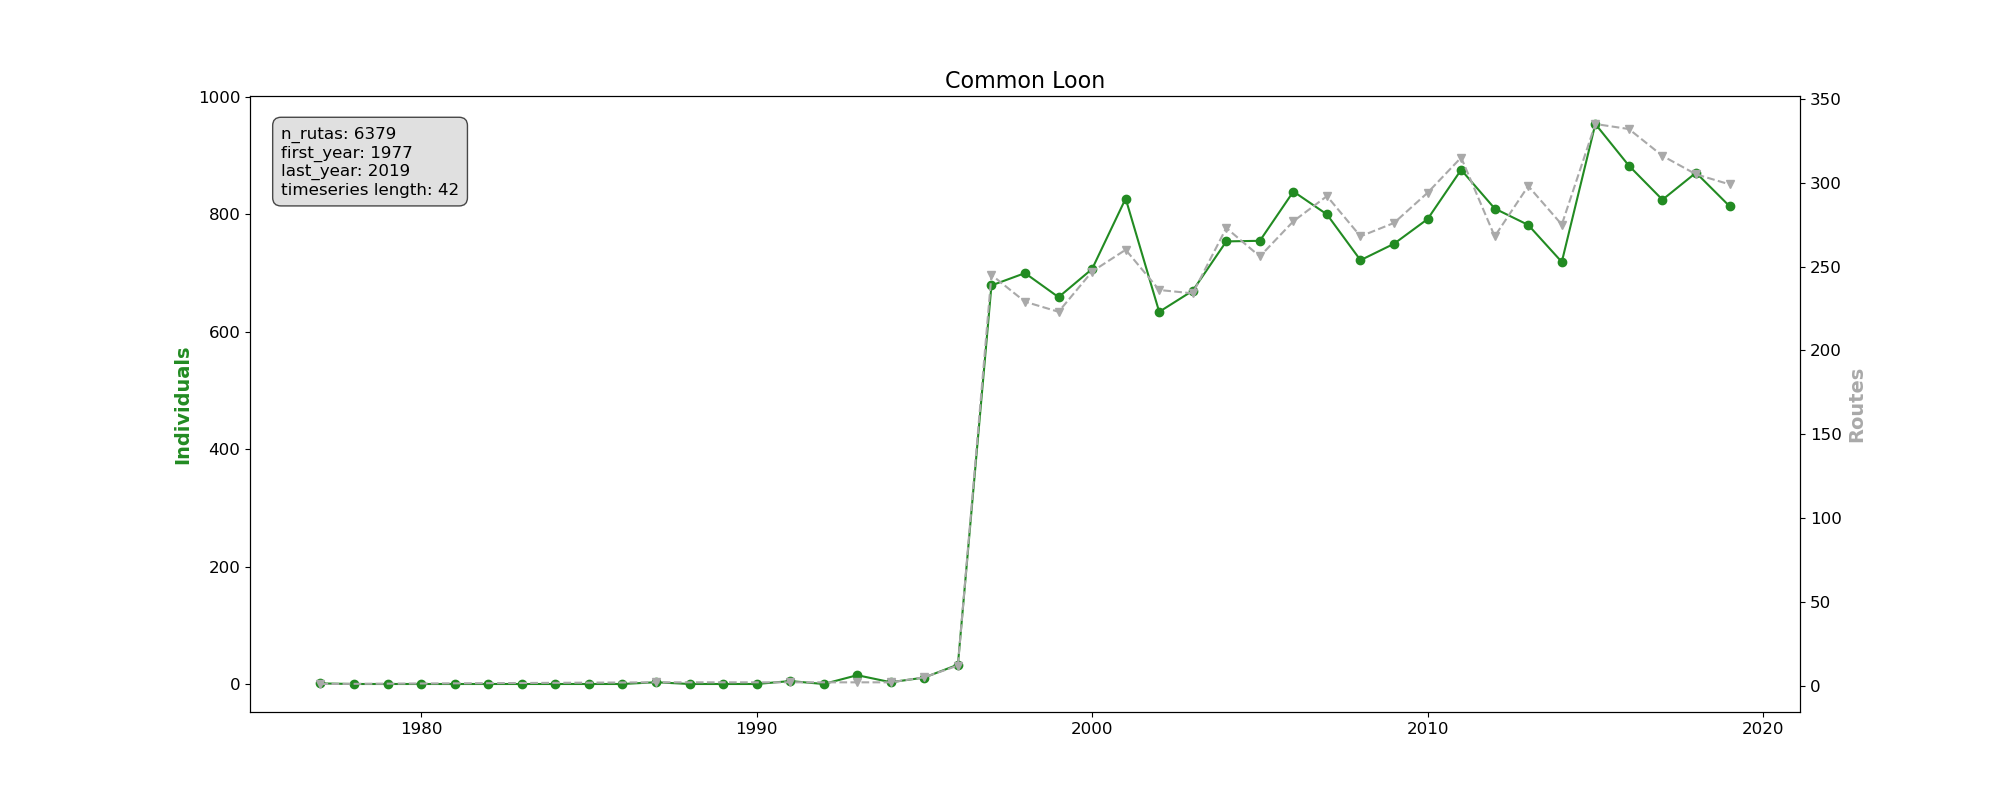 Common Loon
n_rutas: 6379
first_year: 1977
last_year: 2019
timeseries length: 42
Individuals
1000
800
600
400
200
0
1980
1990
2000
2010
2020
350
300
250
200
150
100
50
0
Routes